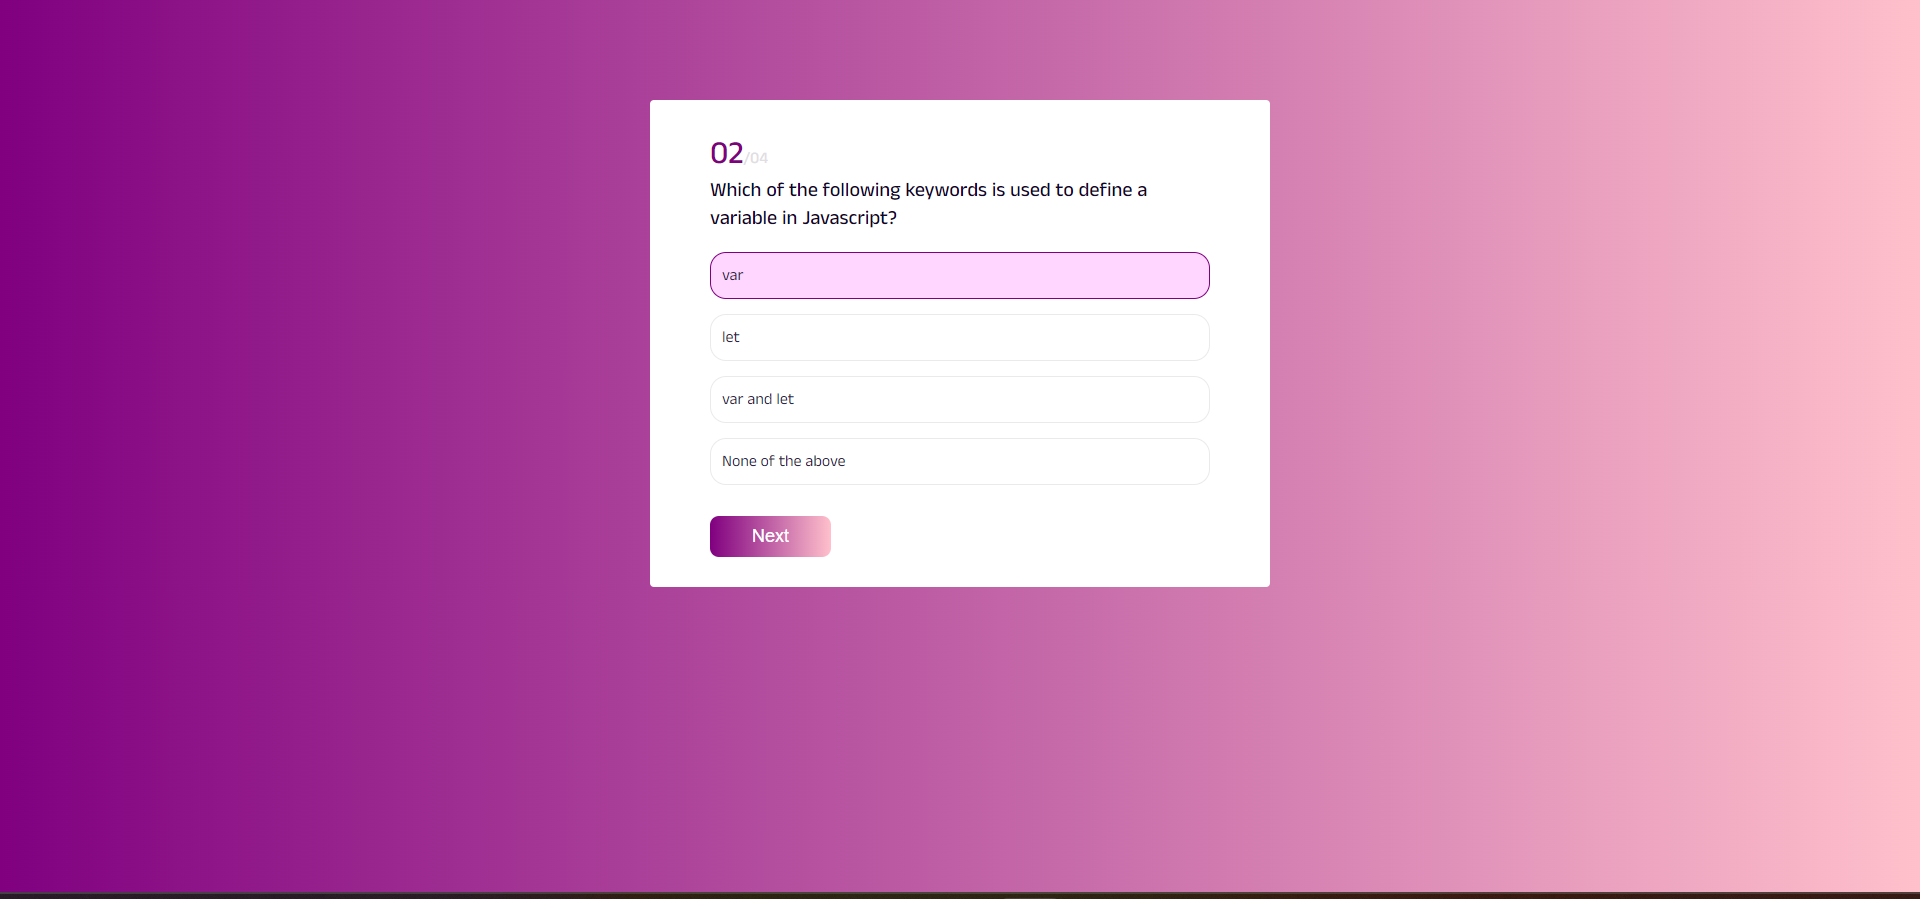 02/04
Which of the following keywords is used to define a
variable in Javascript?
var
let
var and let
None of the above
Next